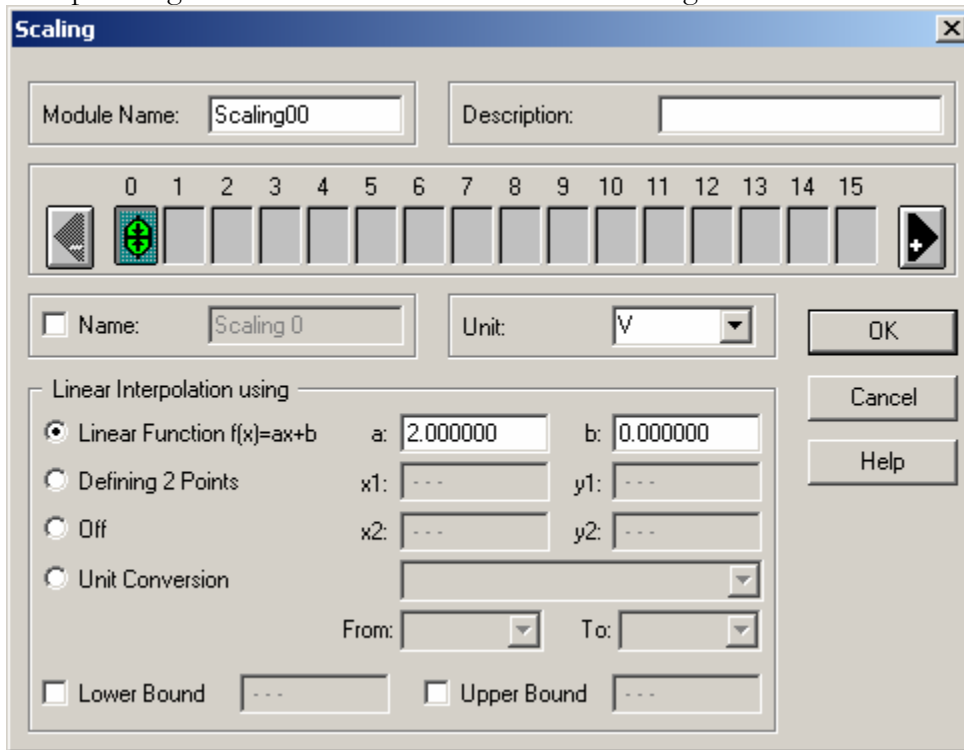 Scaling
Module Name: Scaling00 Description:
0 1 2 3 4 5 6 7 8 9 10 11 12 13 14 15
- +
Name: Scaling 0 Unit: V OK
Linear Interpolation using
Cancel
Linear Function f(x)=ax+b a: 2.000000 b: 0.000000
Help
Defining 2 Points x1: - - - y1: - - -
Off x2: - - - y2: - - -
Unit Conversion
From: To:
Lower Bound - - - Upper Bound - - -